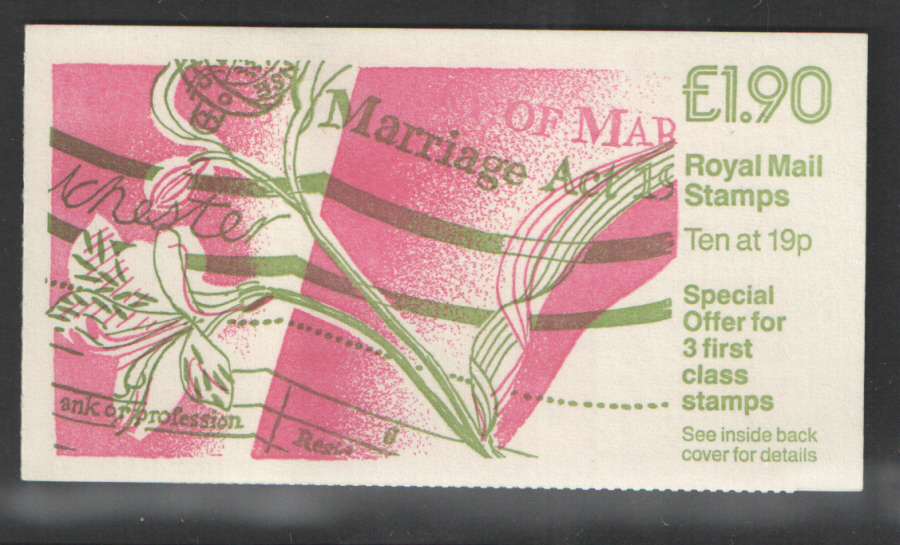 £1.90
OF MAR
Marriage Act 19
Royal Mail
Stamps
Ten at 19p
Special
Offer for
3 first
class
stamps
See inside back
cover for details
chester
ank or profession